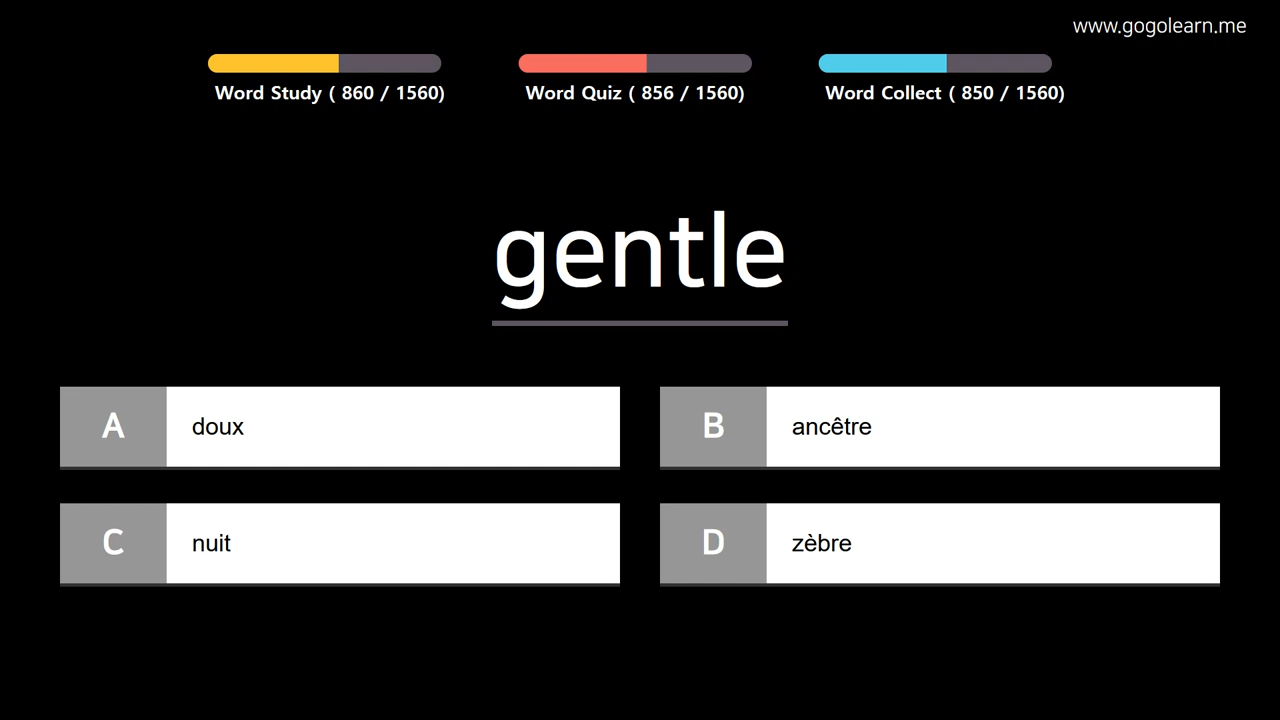 www.gogolearn.me
Word Study ( 860 / 1560)
Word Quiz ( 856 / 1560)
Word Collect ( 850 / 1560)
gentle
A doux
B ancêtre
C nuit
D zèbre